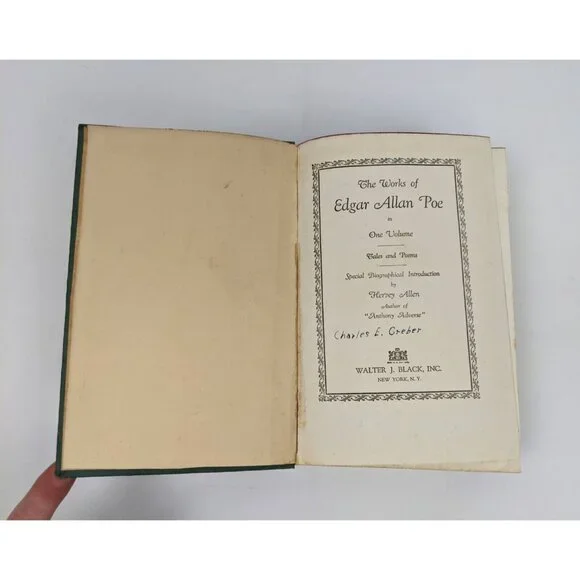 The Works of
Edgar Allan Poe
in
One Volume
Tales and Poems
Special Biographical Introduction
by
Hervey Allen
Author of
"Anthony Adverse"
Charles E. Greber
WALTER J. BLACK, INC.
NEW YORK, N. Y.